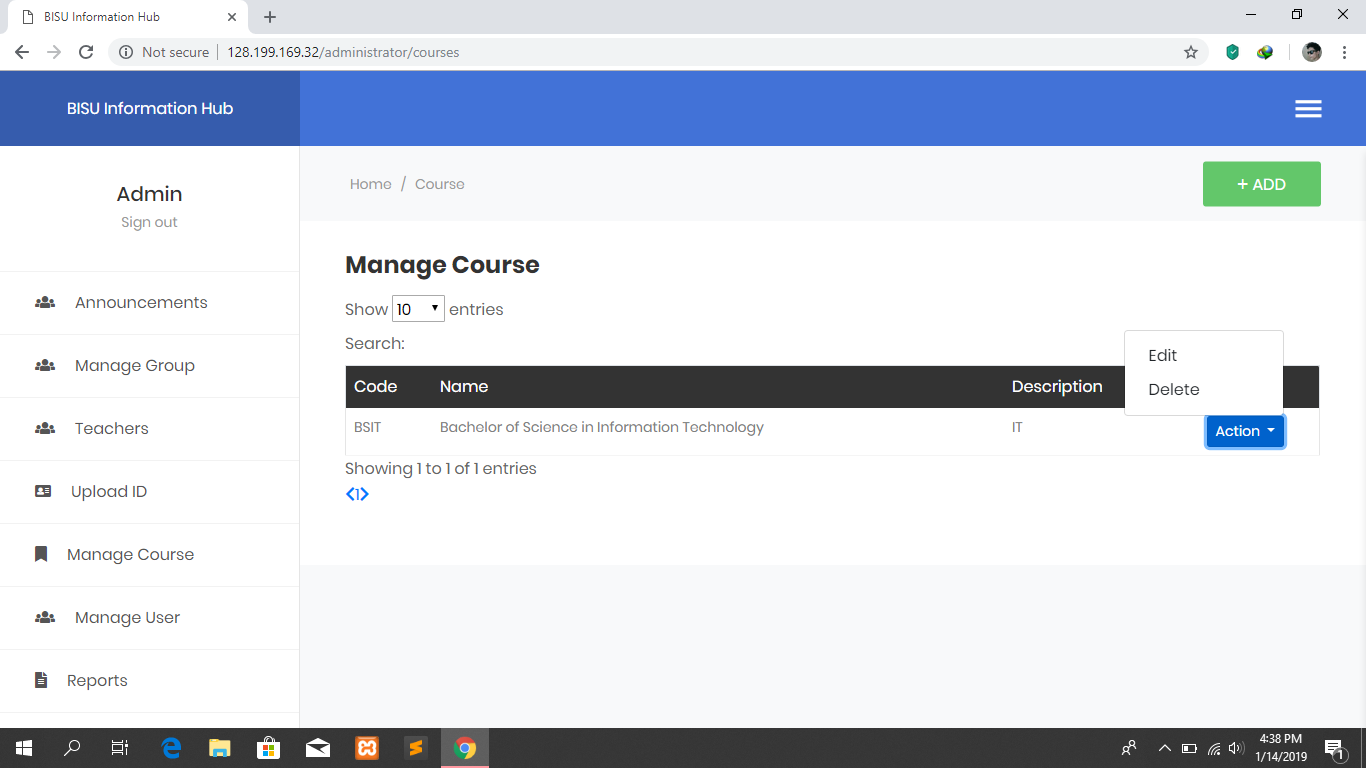 BISU Information Hub
Not secure
128.199.169.32/administrator/courses
BISU Information Hub
Admin
Sign out
Announcements
Manage Group
Teachers
Upload ID
Manage Course
Manage User
Reports
Home / Course
+ ADD
Manage Course
Show 10 entries
Search:
Code Name Description
Edit
Delete
BSIT Bachelor of Science in Information Technology IT Action
Showing 1 to 1 of 1 entries
1
4:38 PM
1/14/2019
1